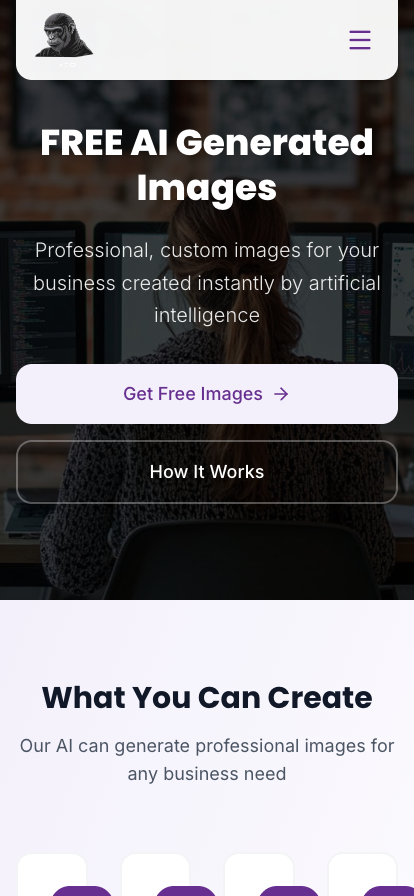 FREE AI Generated
Images
Professional, custom images for your
business created instantly by artificial
intelligence
Get Free Images →
How It Works
What You Can Create
Our AI can generate professional images for
any business need